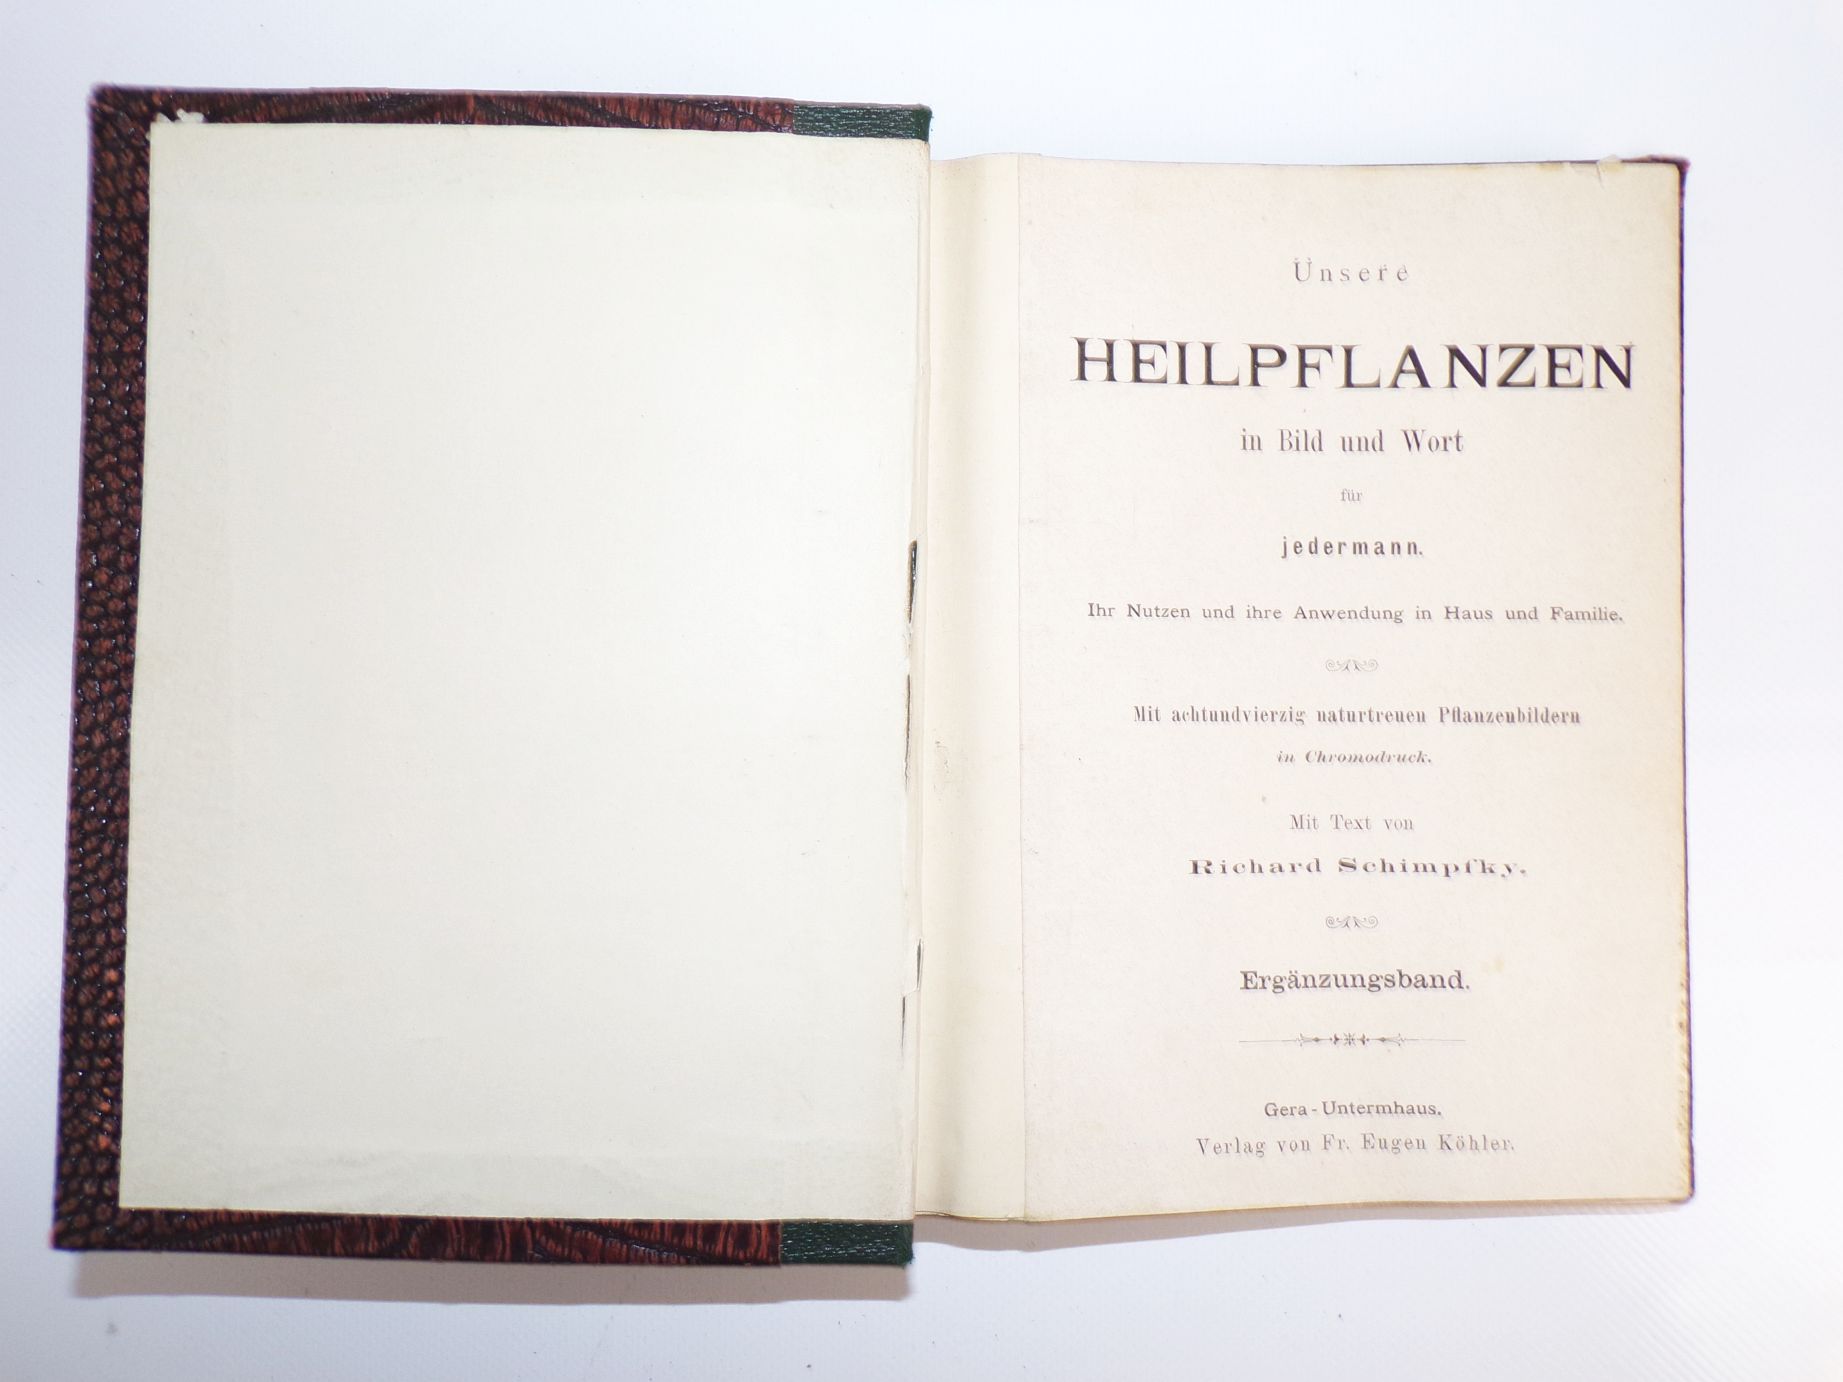 Unsere
HEILPFLANZEN
in Bild und Wort
für
jedermann.
Ihr Nutzen und ihre Anwendung in Haus und Familie.
Mit achtundvierzig naturtreuen Pflanzenbildern
in Chromodruck.
Mit Text von
Richard Schimpfky.
Ergänzungsband.
Gera-Untermhaus.
Verlag von Fr. Eugen Köhler.